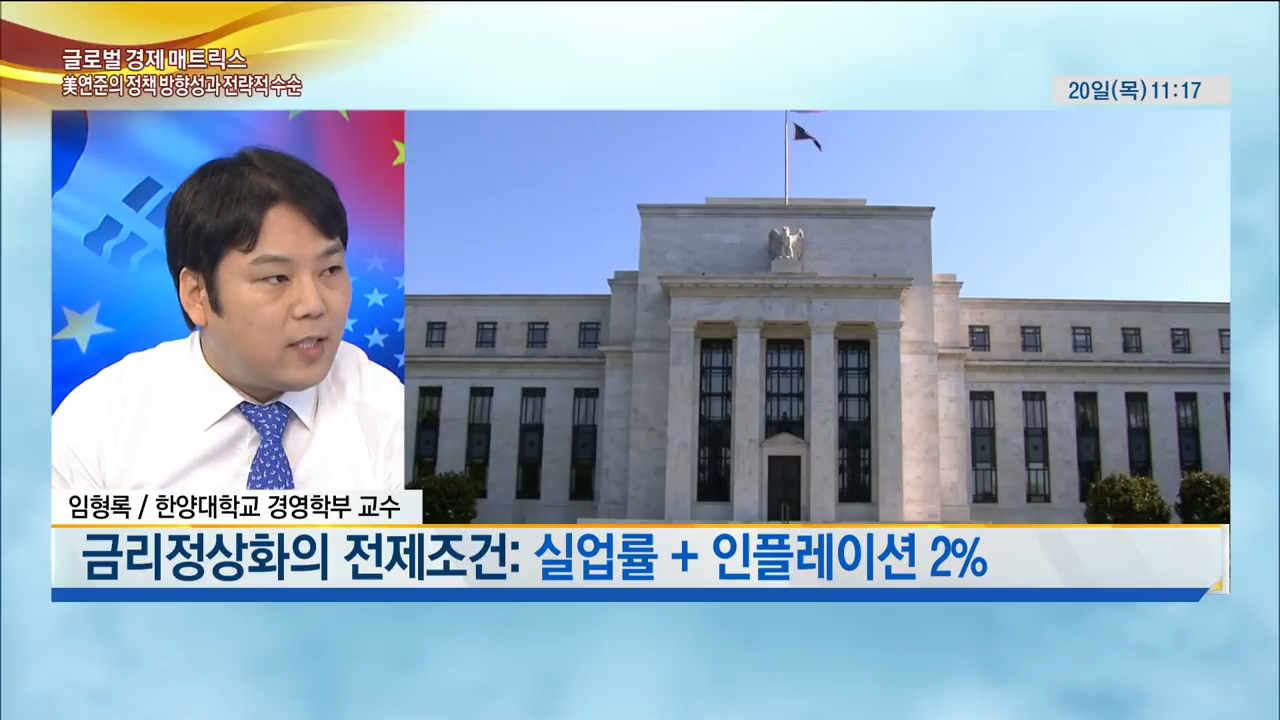 글로벌 경제 매트릭스
美연준의 정책 방향성과 전략적 수순
20일(목) 11:17
임형록 / 한양대학교 경영학부 교수
금리정상화의 전제조건: 실업률 + 인플레이션 2%